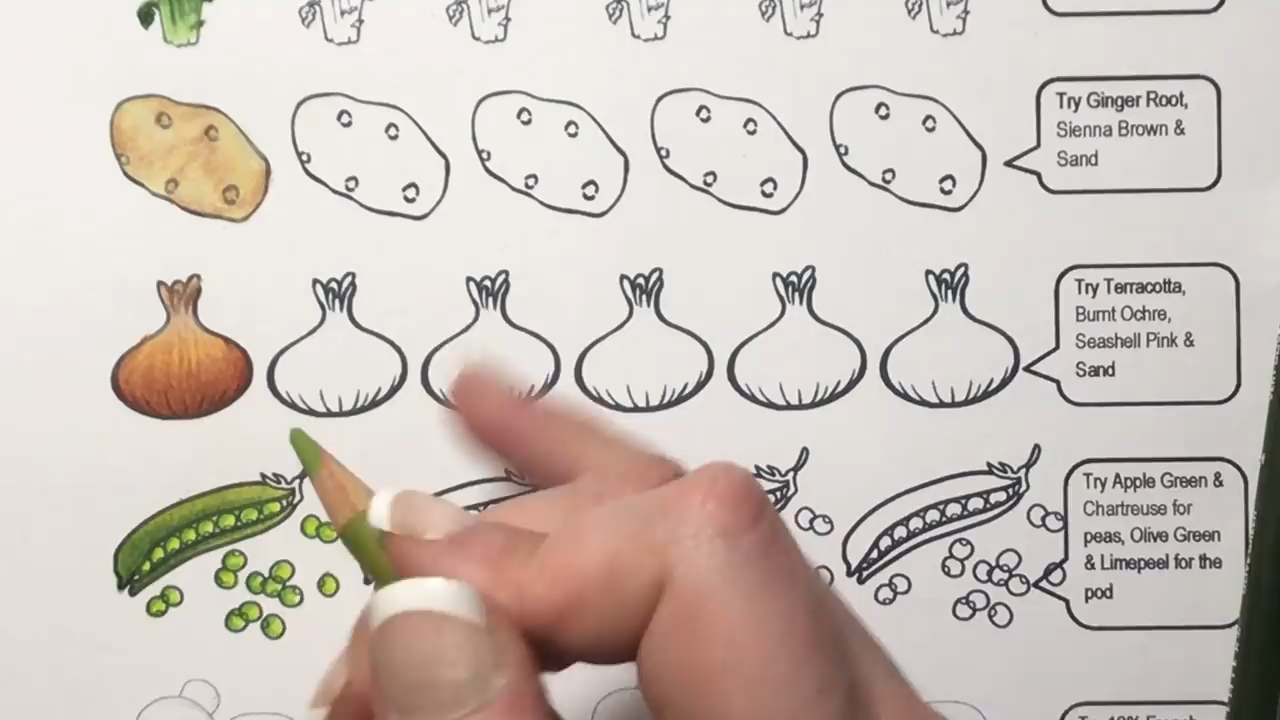 Try Ginger Root,
Sienna Brown &
Sand
Try Terracotta,
Burnt Ochre,
Seashell Pink &
Sand
Try Apple Green &
Chartreuse for
peas, Olive Green
& Limepeel for the
pod